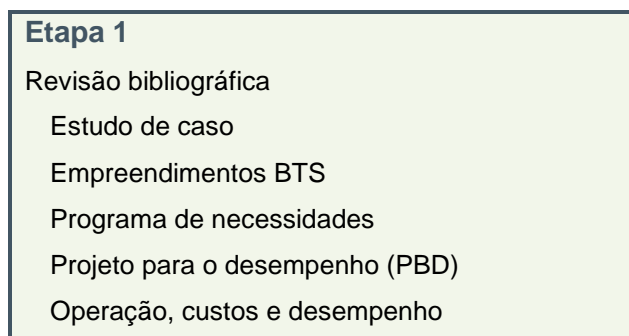 Etapa 1
Revisão bibliográfica
Estudo de caso
Empreendimentos BTS
Programa de necessidades
Projeto para o desempenho (PBD)
Operação, custos e desempenho